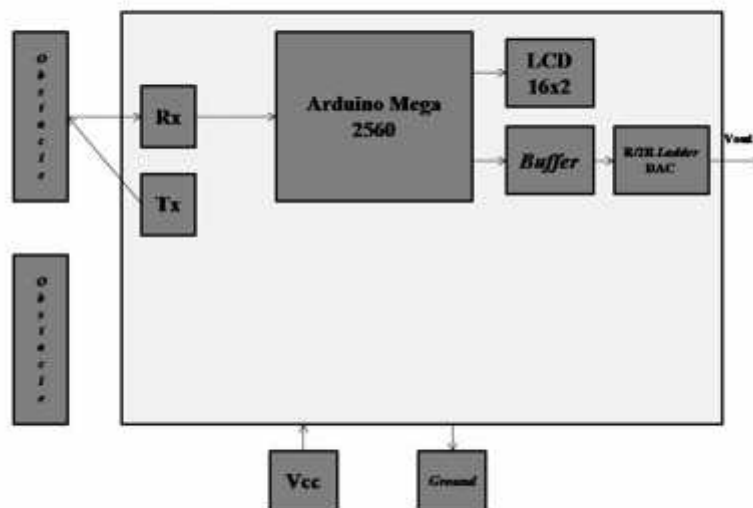 Obstacle
Rx
Tx
Arduino Mega
2560
LCD
16x2
Buffer
R/2R Ladder
DAC
Vout
Obstacle
Vcc
Ground